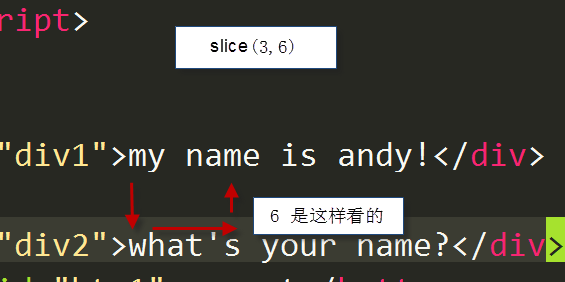 ript>
slice(3,6)
"div1">my name is andy!</div>
6 是这样看的
"div2">what's your name?</div>